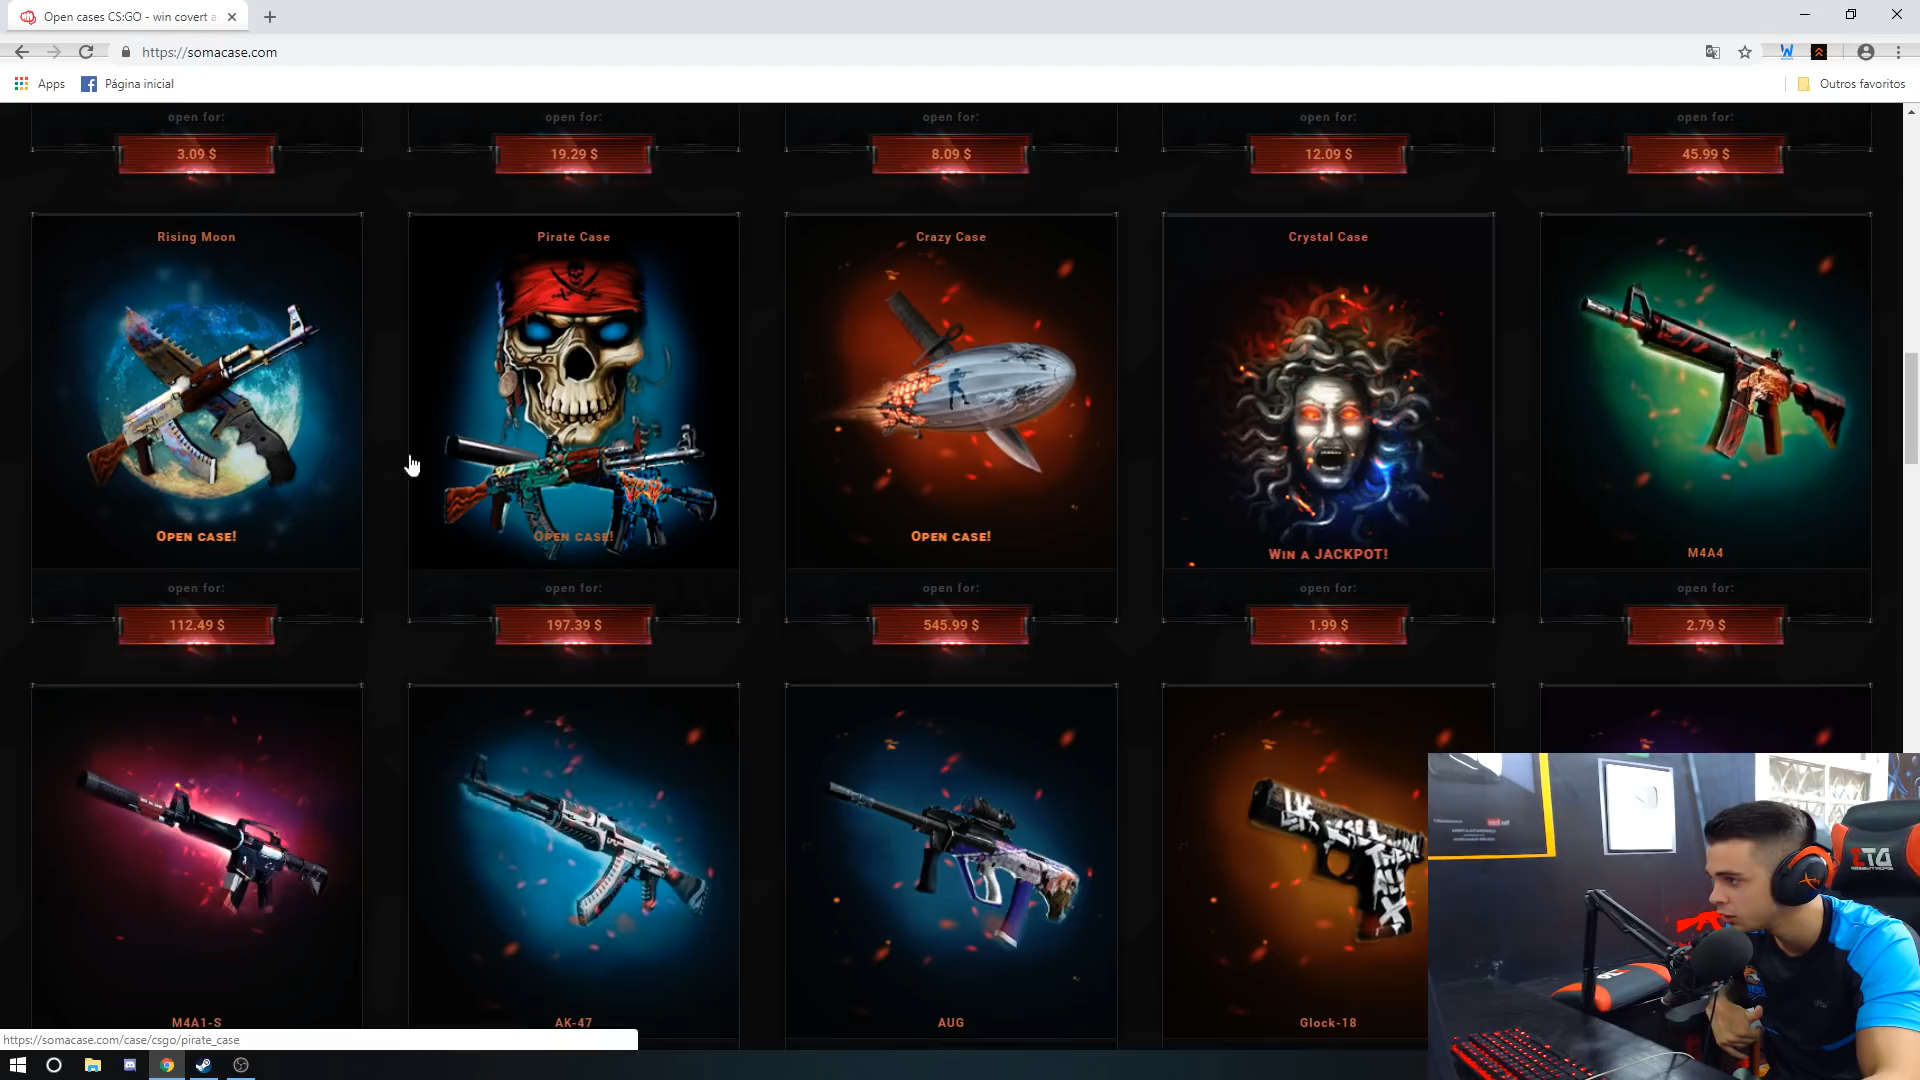 Open cases CS:GO - win covert a
https://somacase.com
Apps
Página inicial
Outros favoritos
open for:
open for:
open for:
open for:
open for:
3.09 $
19.29 $
8.09 $
12.09 $
45.99 $
Rising Moon
Pirate Case
Crazy Case
Crystal Case
OPEN CASE!
OPEN CASE!
OPEN CASE!
WIN A JACKPOT!
M4A4
open for:
open for:
open for:
open for:
open for:
112.49 $
197.39 $
545.99 $
1.99 $
2.79 $
M4A1-S
AK-47
AUG
Glock-18
https://somacase.com/case/csgo/pirate_case